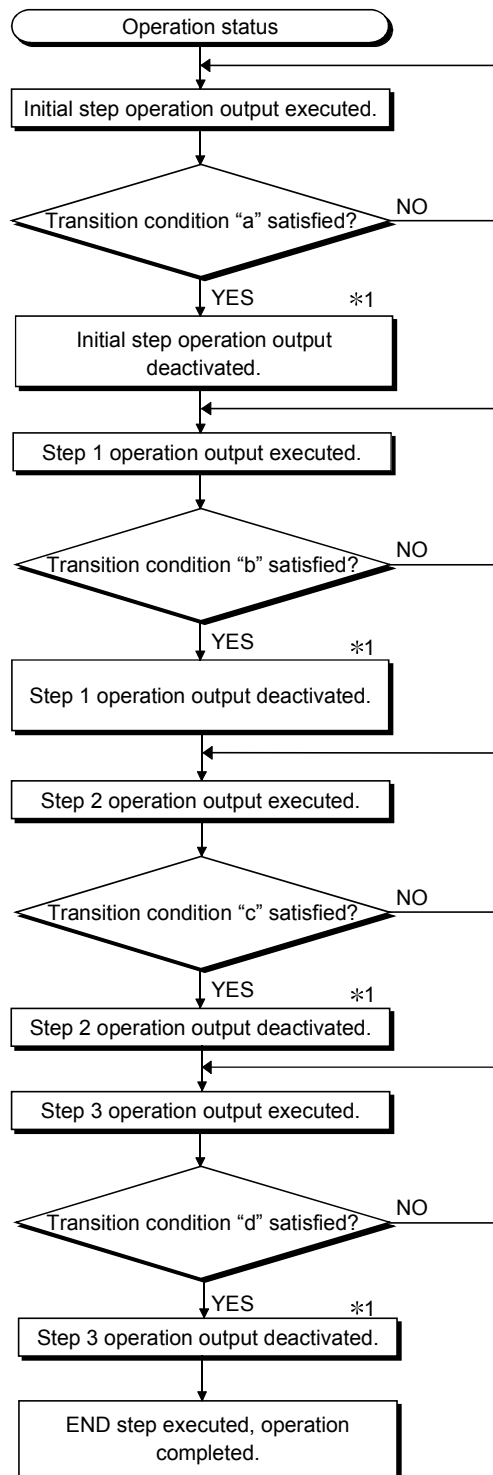 Operation status
Initial step operation output executed.
Transition condition “a” satisfied?
NO
YES
*1
Initial step operation output
deactivated.
Step 1 operation output executed.
Transition condition “b” satisfied?
NO
YES
*1
Step 1 operation output deactivated.
Step 2 operation output executed.
Transition condition “c” satisfied?
NO
YES
*1
Step 2 operation output deactivated.
Step 3 operation output executed.
Transition condition “d” satisfied?
NO
YES
*1
Step 3 operation output deactivated.
END step executed, operation
completed.